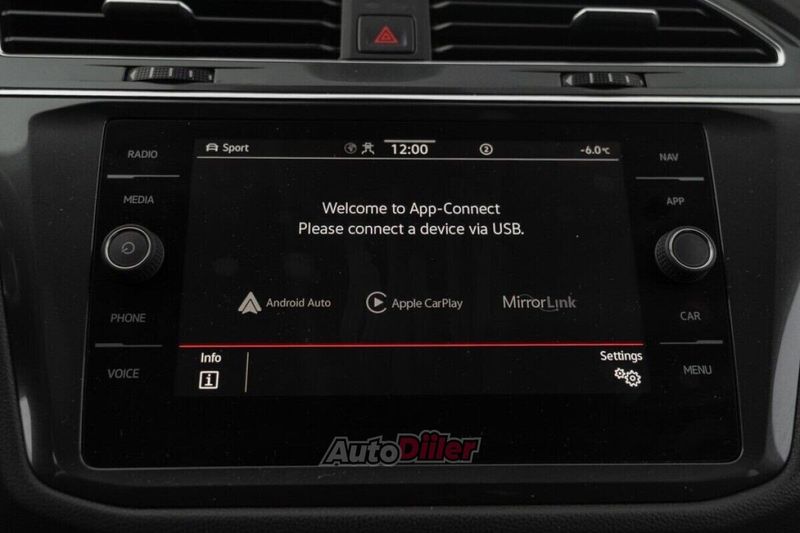 Sport 12:00 2 -6.0°C
RADIO
NAV
MEDIA
APP
Welcome to App-Connect
Please connect a device via USB.
Android Auto
Apple CarPlay
MirrorLink
PHONE
CAR
Info
Settings
VOICE
MENU
AutoDiiler